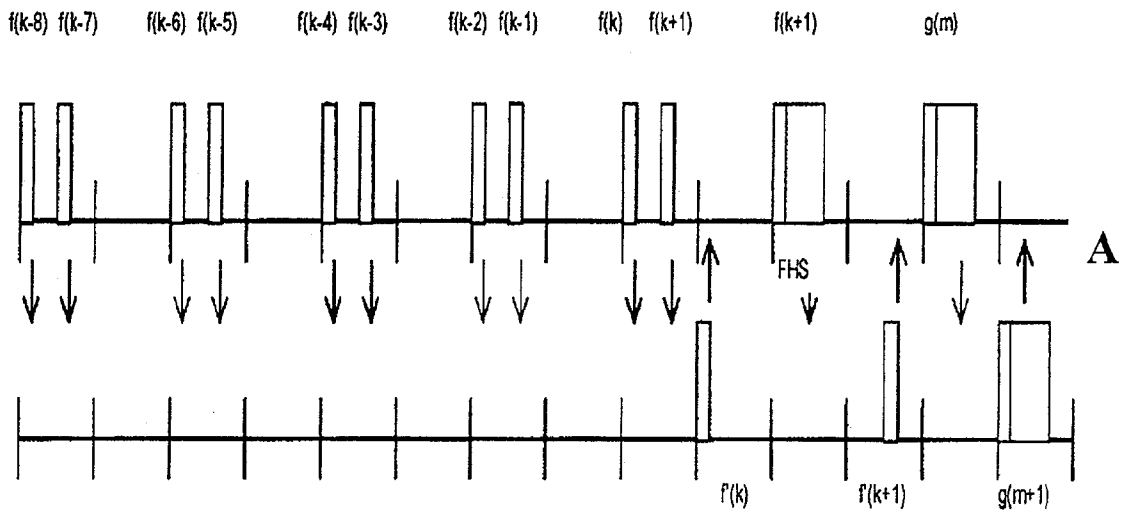 f(k-8) f(k-7) f(k-6) f(k-5) f(k-4) f(k-3) f(k-2) f(k-1) f(k) f(k+1) f(k+1) g(m)
A
FHS
f'(k) f'(k+1) g(m+1)